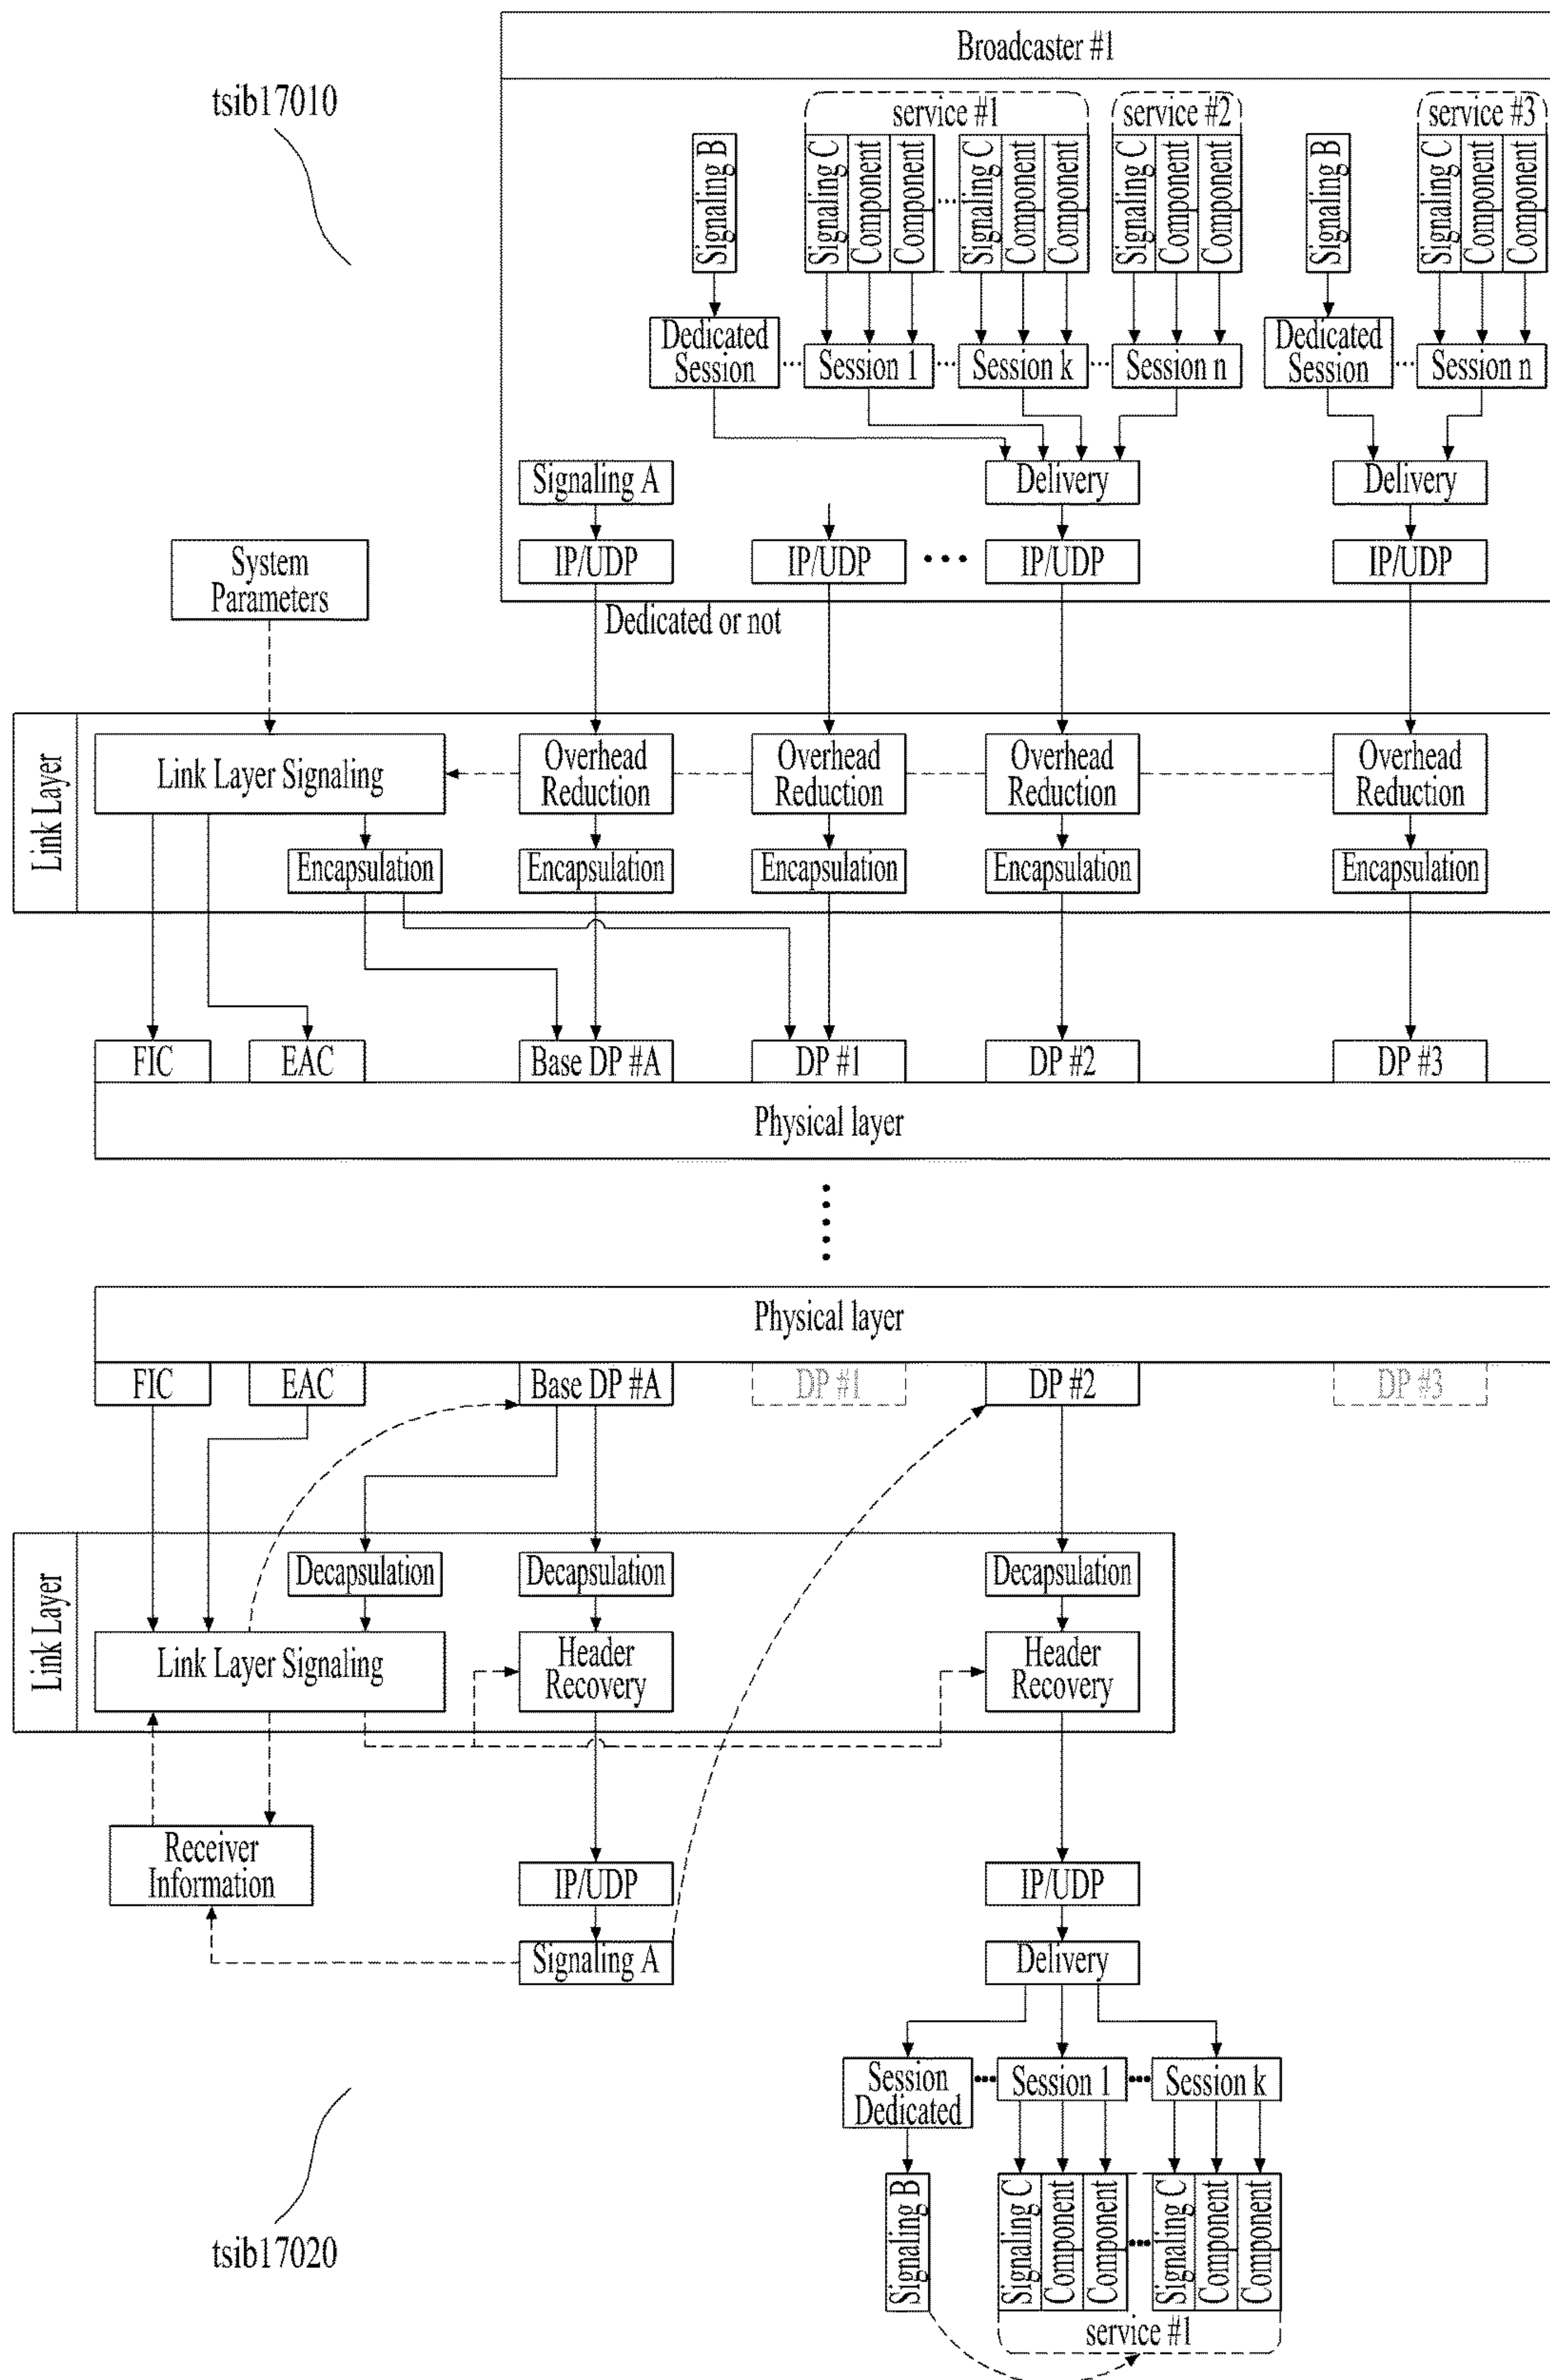 Broadcaster #1
tsib17010
service #1
service #2
service #3
Signaling B
Signaling C
Component
Component
...
Signaling C
Component
Component
Signaling C
Component
Component
Signaling B
Signaling C
Component
Component
Dedicated
Session
...
Session 1
...
Session k
...
Session n
Dedicated
Session
...
Session n
Signaling A
Delivery
Delivery
System
Parameters
IP/UDP
IP/UDP
...
IP/UDP
IP/UDP
Dedicated or not
Link Layer
Link Layer Signaling
Overhead
Reduction
Overhead
Reduction
Overhead
Reduction
Overhead
Reduction
Encapsulation
Encapsulation
Encapsulation
Encapsulation
Encapsulation
FIC
EAC
Base DP #A
DP #1
DP #2
DP #3
Physical layer
Physical layer
FIC
EAC
Base DP #A
DP #1
DP #2
DP #3
Link Layer
Decapsulation
Decapsulation
Decapsulation
Link Layer Signaling
Header
Recovery
Header
Recovery
Receiver
Information
IP/UDP
IP/UDP
Signaling A
Delivery
Session
Dedicated
...
Session 1
...
Session k
Signaling B
Signaling C
Component
Component
...
Signaling C
Component
Component
service #1
tsib17020